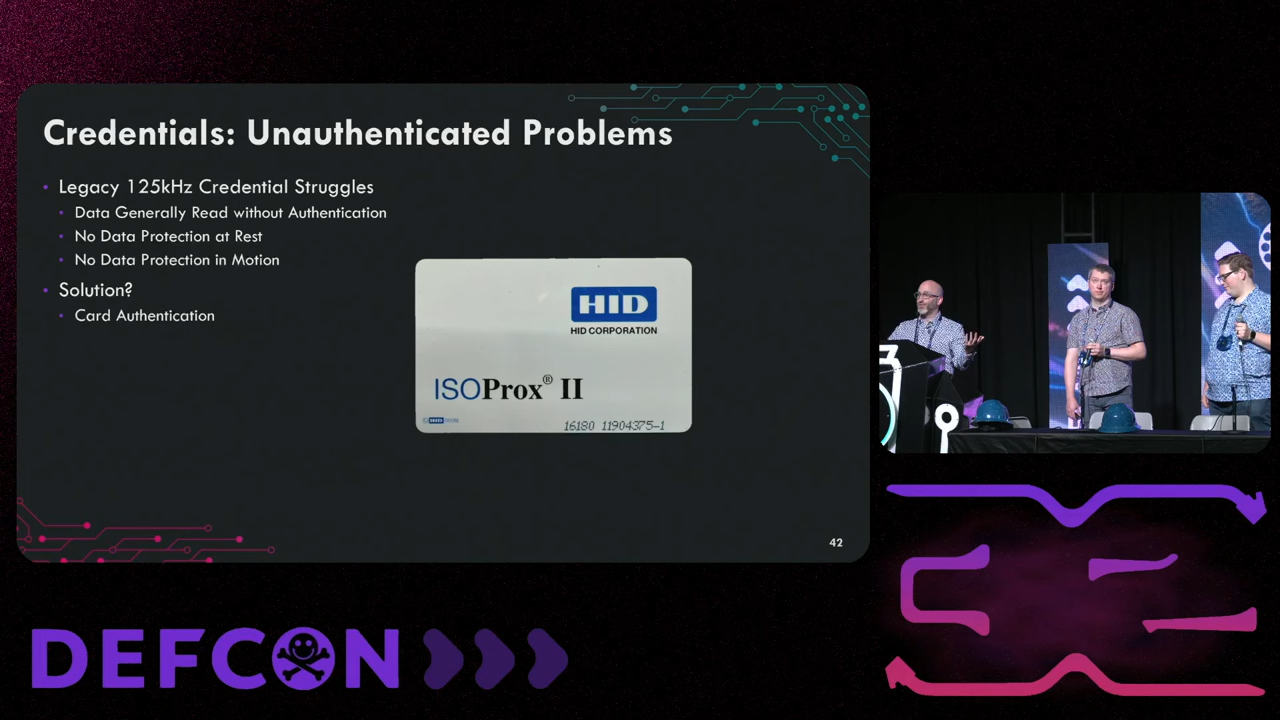 Credentials: Unauthenticated Problems
Legacy 125kHz Credential Struggles
Data Generally Read without Authentication
No Data Protection at Rest
No Data Protection in Motion
Solution?
Card Authentication
HID
HID CORPORATION
ISOProx® II
16180 11904375-1
42
DEFCON